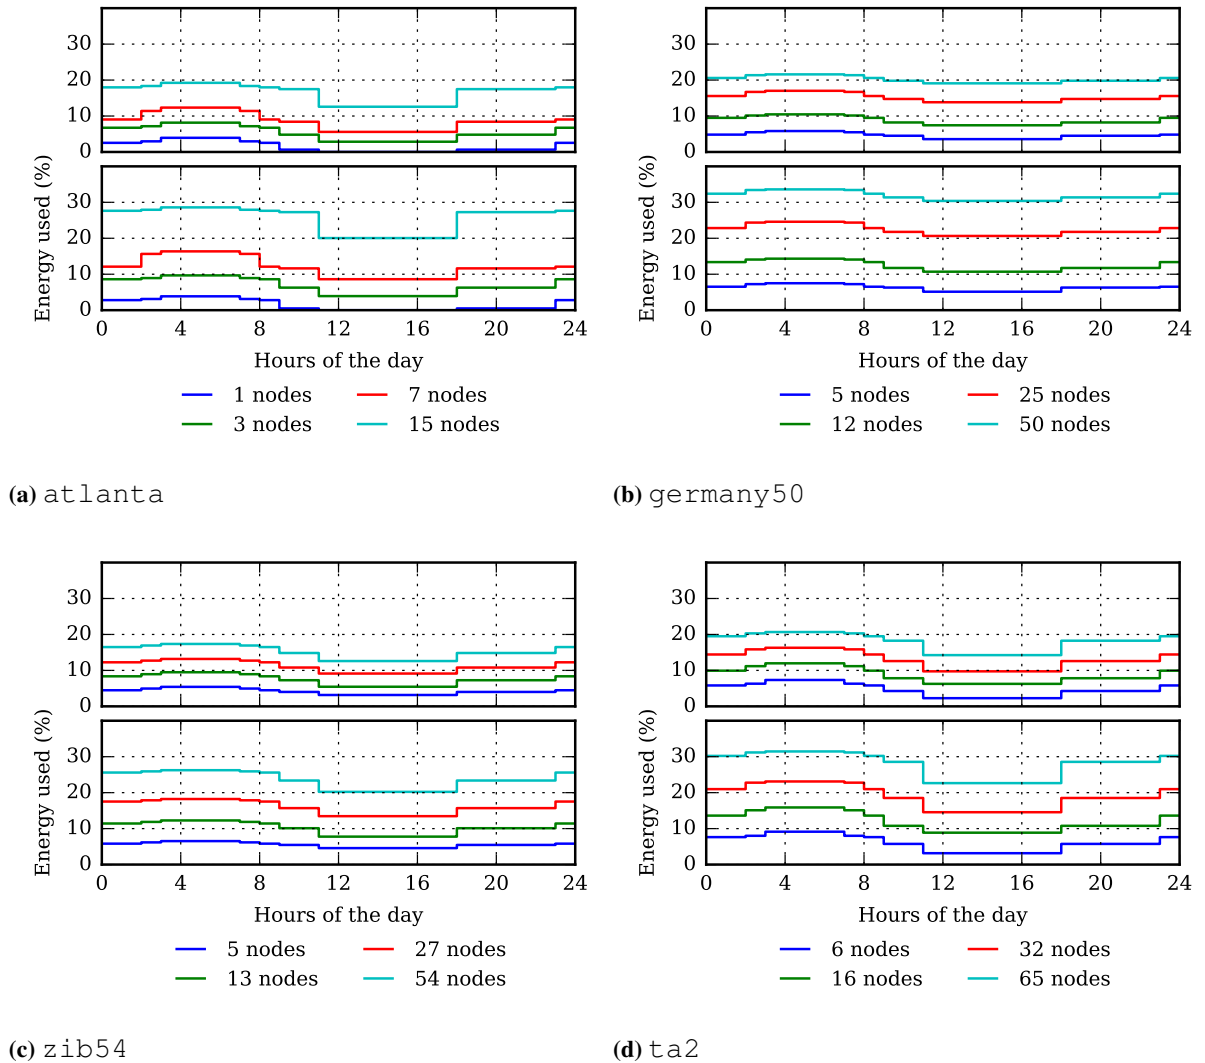 30
20
10
0
30
20
10
0
Energy used (%)
0 4 8 12 16 20 24
Hours of the day
1 nodes 7 nodes
3 nodes 15 nodes
(a) atlanta
30
20
10
0
30
20
10
0
Energy used (%)
0 4 8 12 16 20 24
Hours of the day
5 nodes 25 nodes
12 nodes 50 nodes
(b) germany50
30
20
10
0
30
20
10
0
Energy used (%)
0 4 8 12 16 20 24
Hours of the day
5 nodes 27 nodes
13 nodes 54 nodes
(c) zib54
30
20
10
0
30
20
10
0
Energy used (%)
0 4 8 12 16 20 24
Hours of the day
6 nodes 32 nodes
16 nodes 65 nodes
(d) ta2